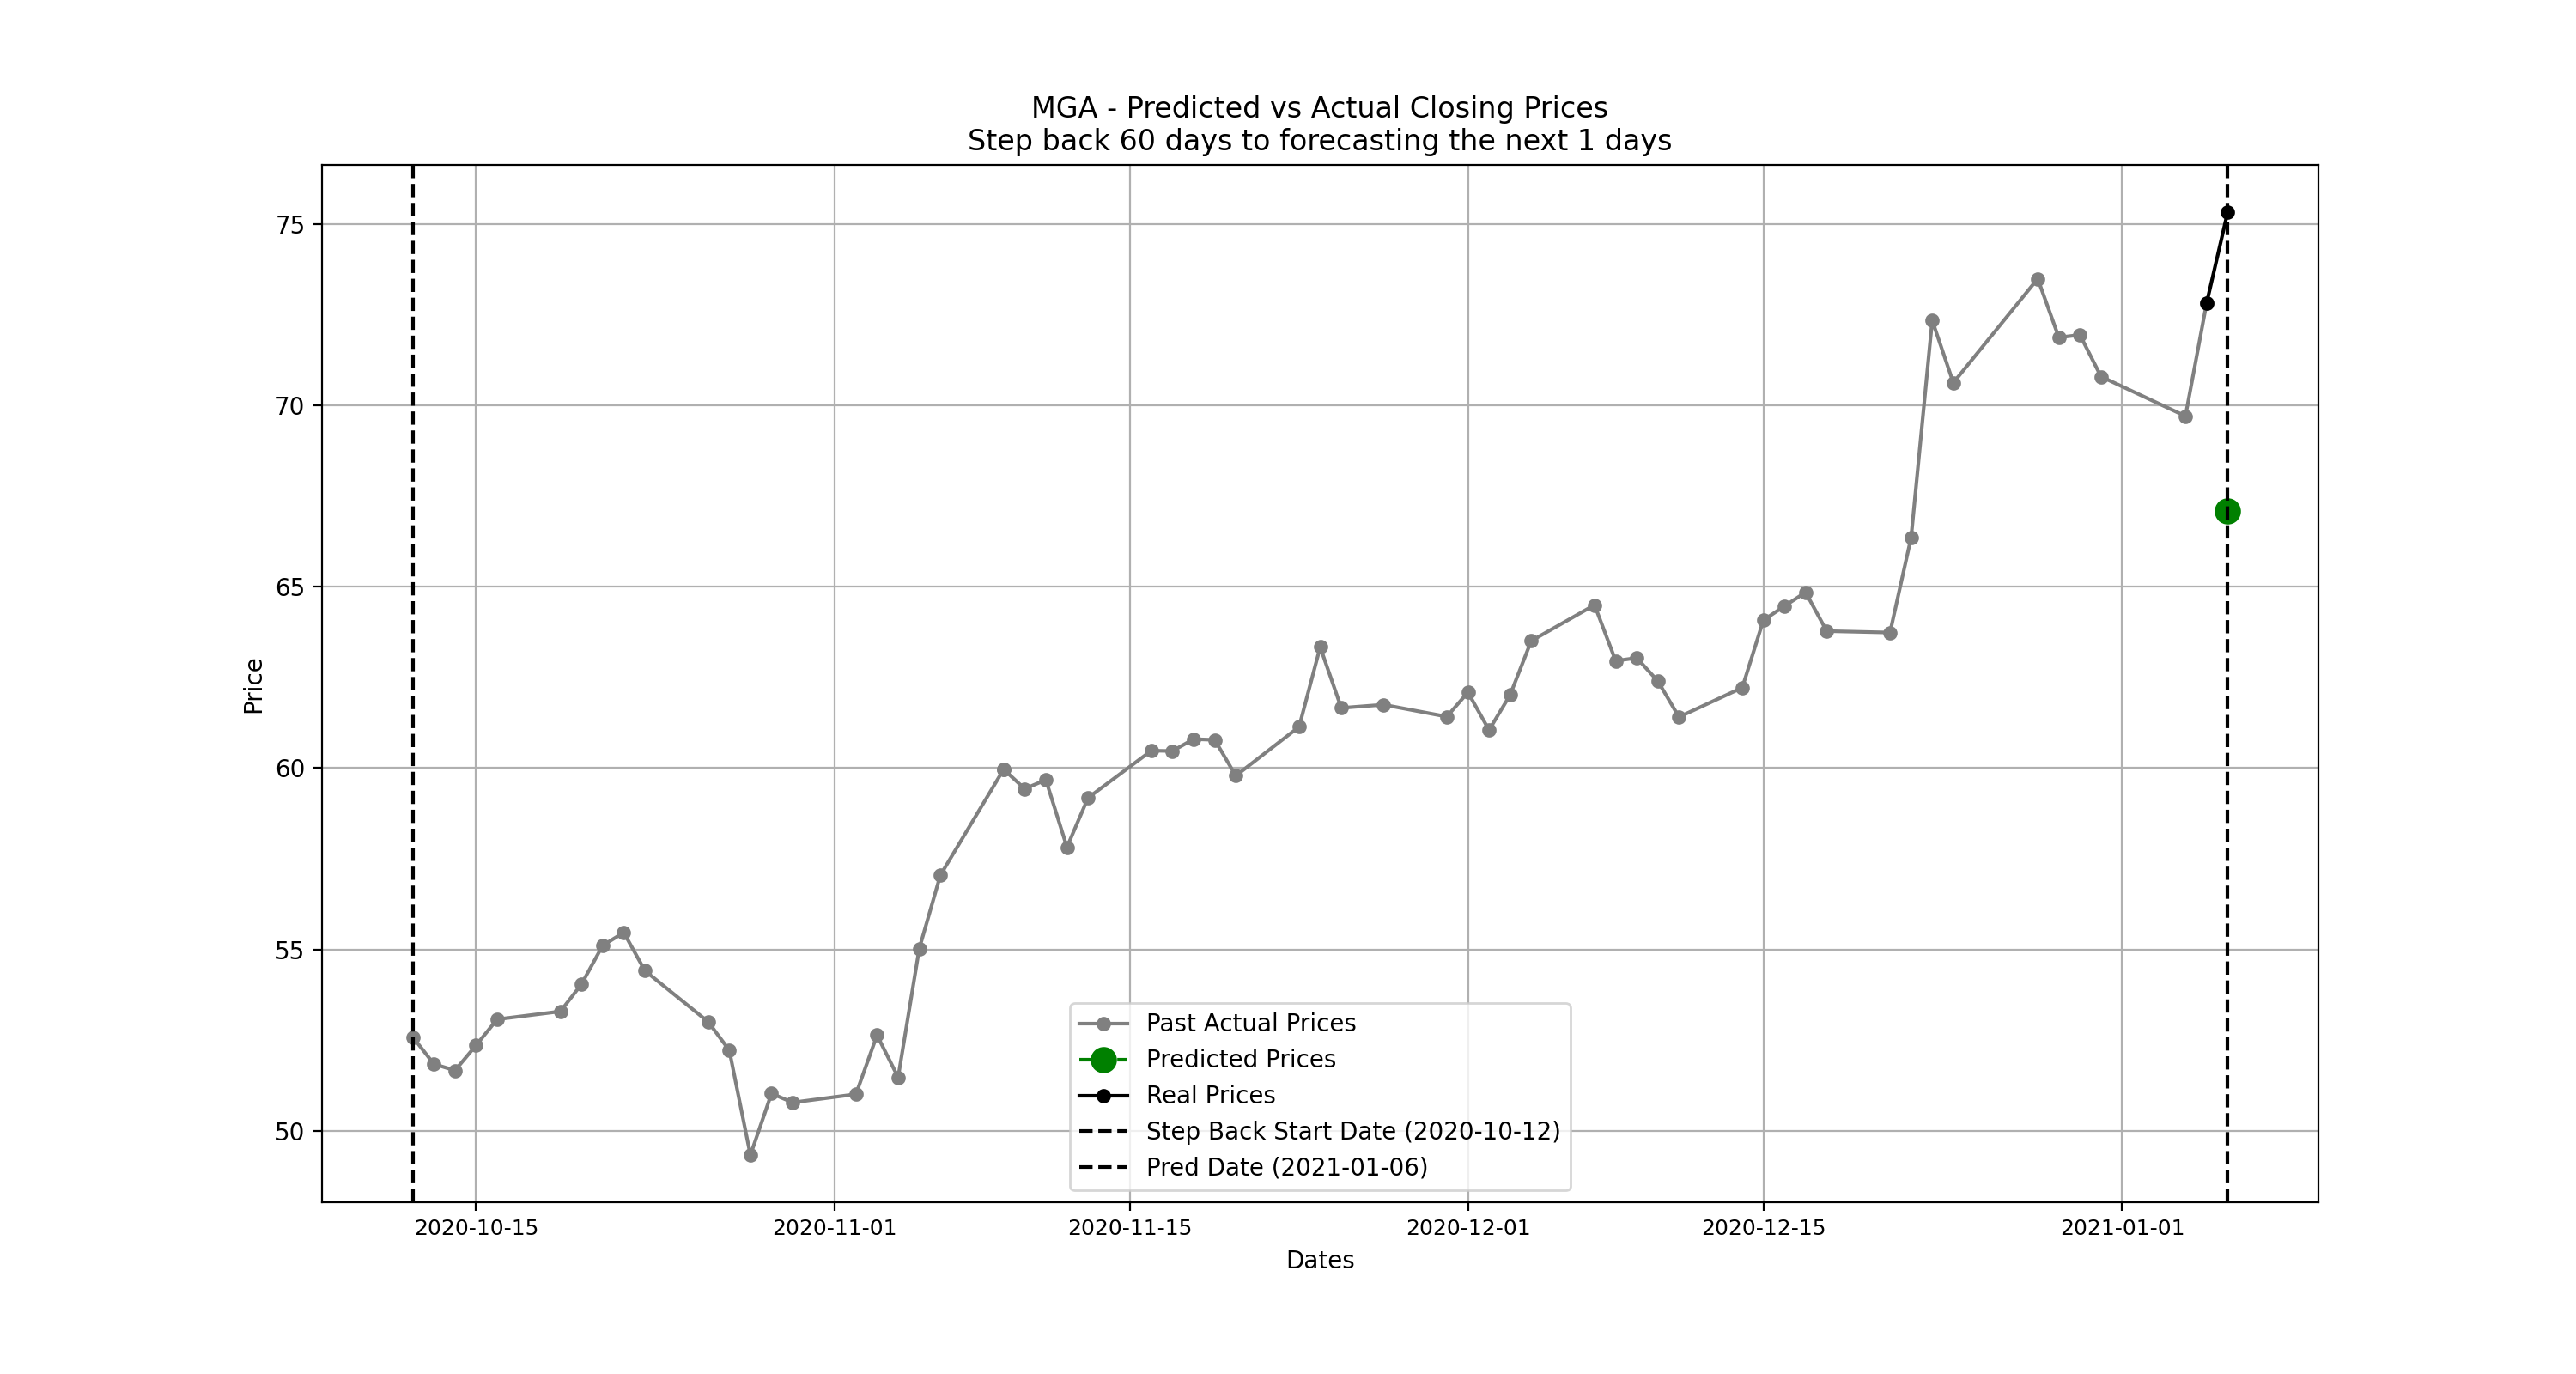 MGA - Predicted vs Actual Closing Prices
Step back 60 days to forecasting the next 1 days
75
70
65
60
55
50
Price
Past Actual Prices
Predicted Prices
Real Prices
Step Back Start Date (2020-10-12)
Pred Date (2021-01-06)
2020-10-15
2020-11-01
2020-11-15
2020-12-01
2020-12-15
2021-01-01
Dates